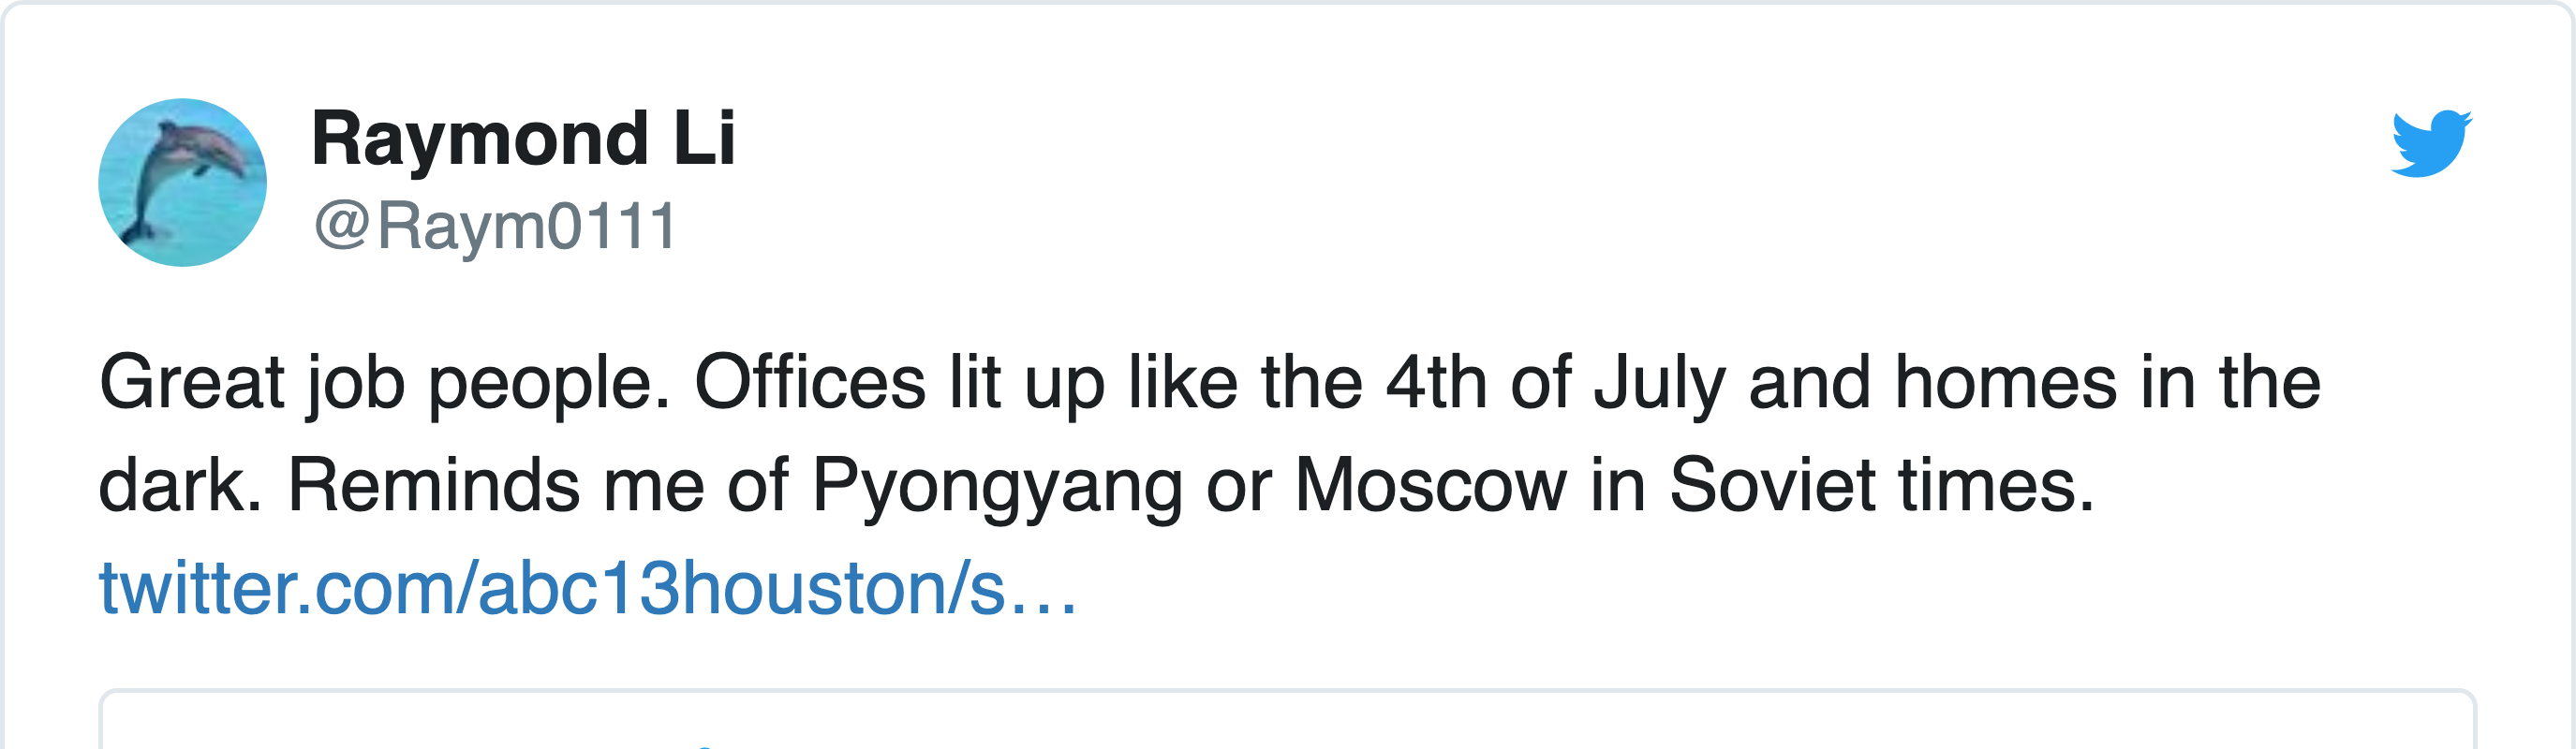 Raymond Li
@Raym0111
Great job people. Offices lit up like the 4th of July and homes in the
dark. Reminds me of Pyongyang or Moscow in Soviet times.
twitter.com/abc13houston/s…